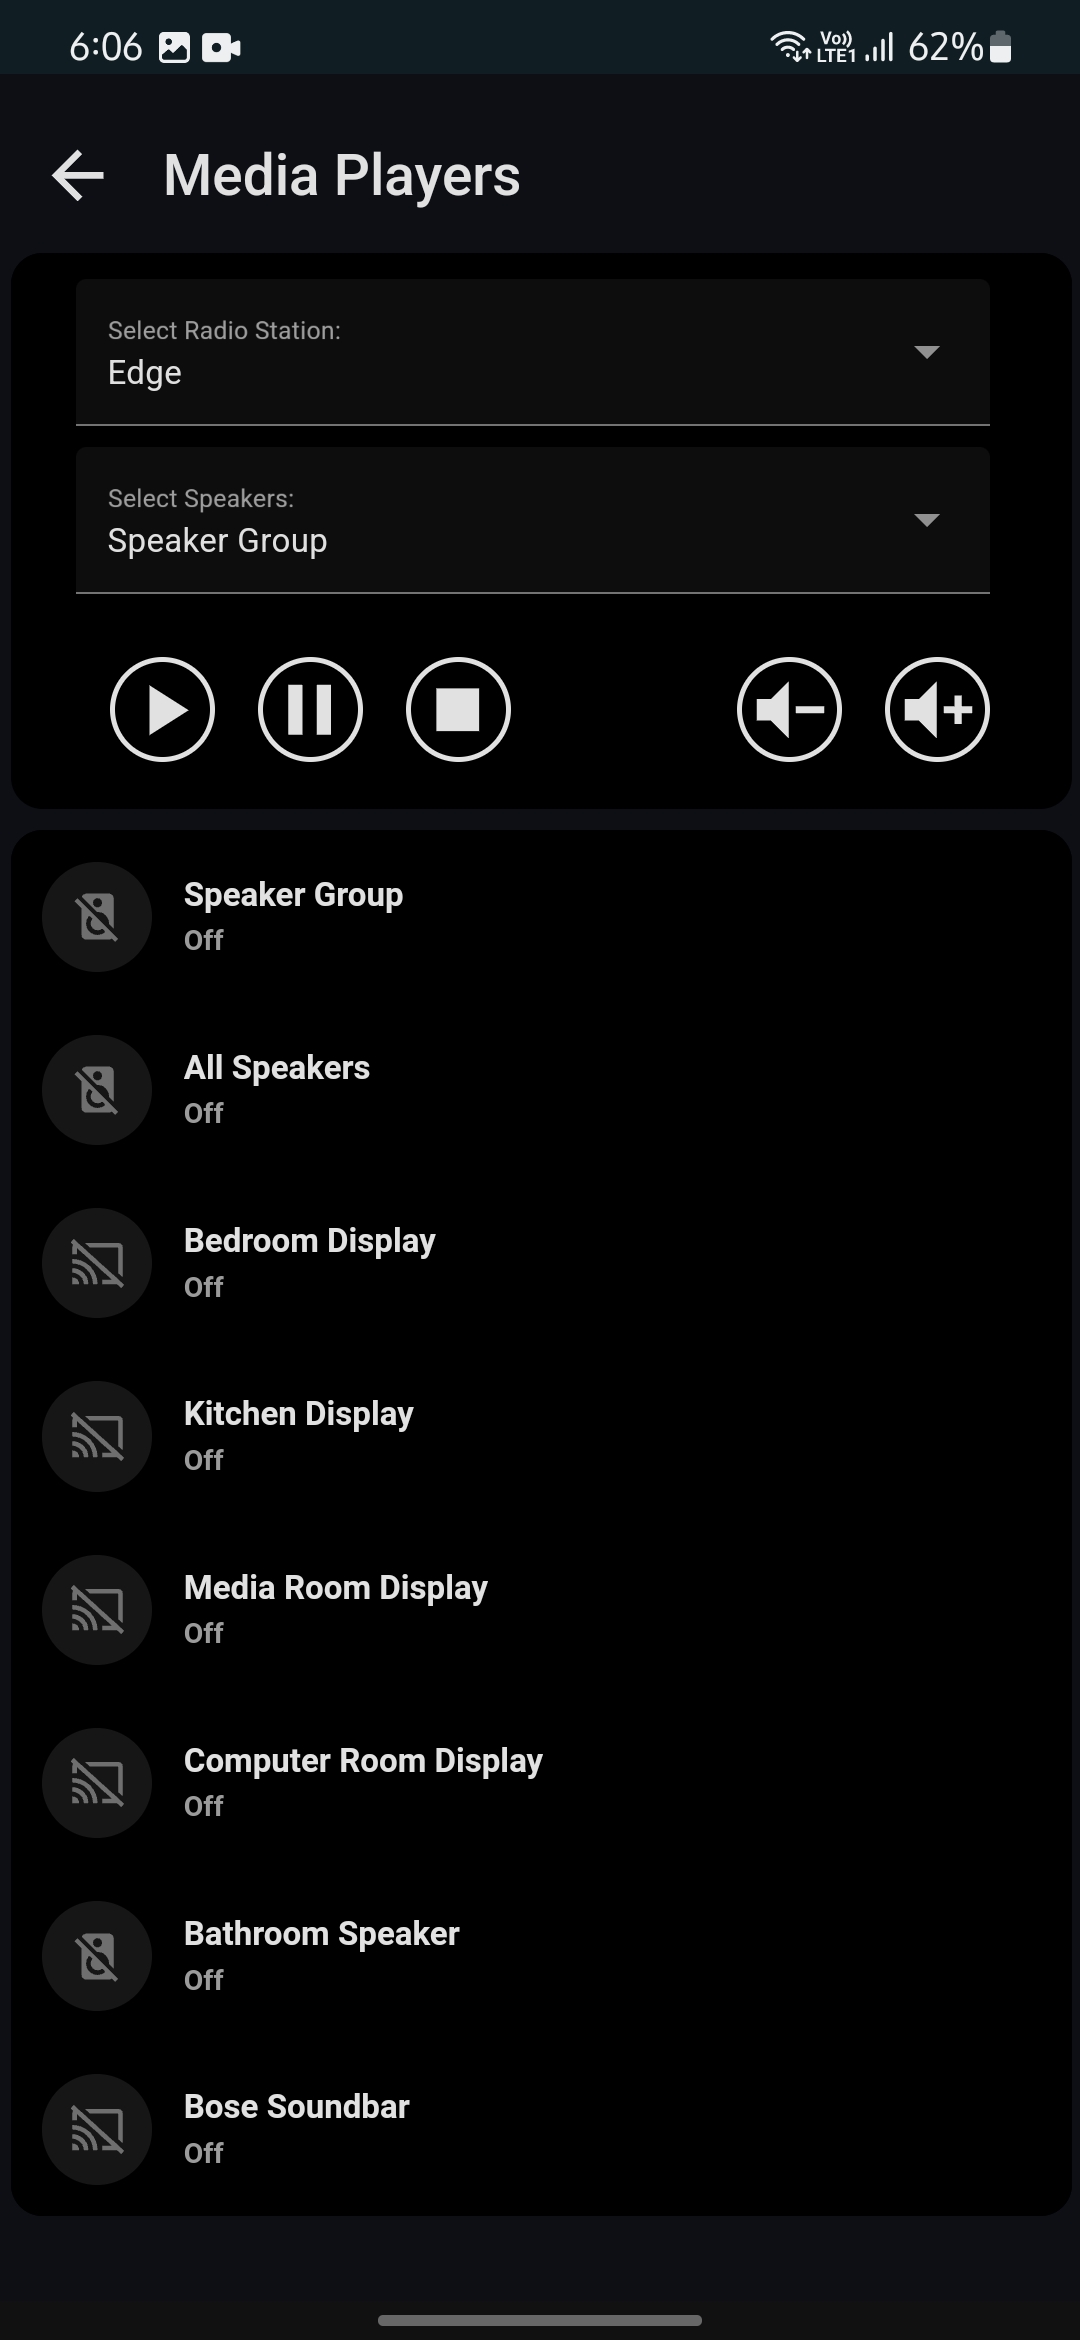 6:06
Vo))
LTE1
62%
Media Players
Select Radio Station:
Edge
Select Speakers:
Speaker Group
Speaker Group
Off
All Speakers
Off
Bedroom Display
Off
Kitchen Display
Off
Media Room Display
Off
Computer Room Display
Off
Bathroom Speaker
Off
Bose Soundbar
Off